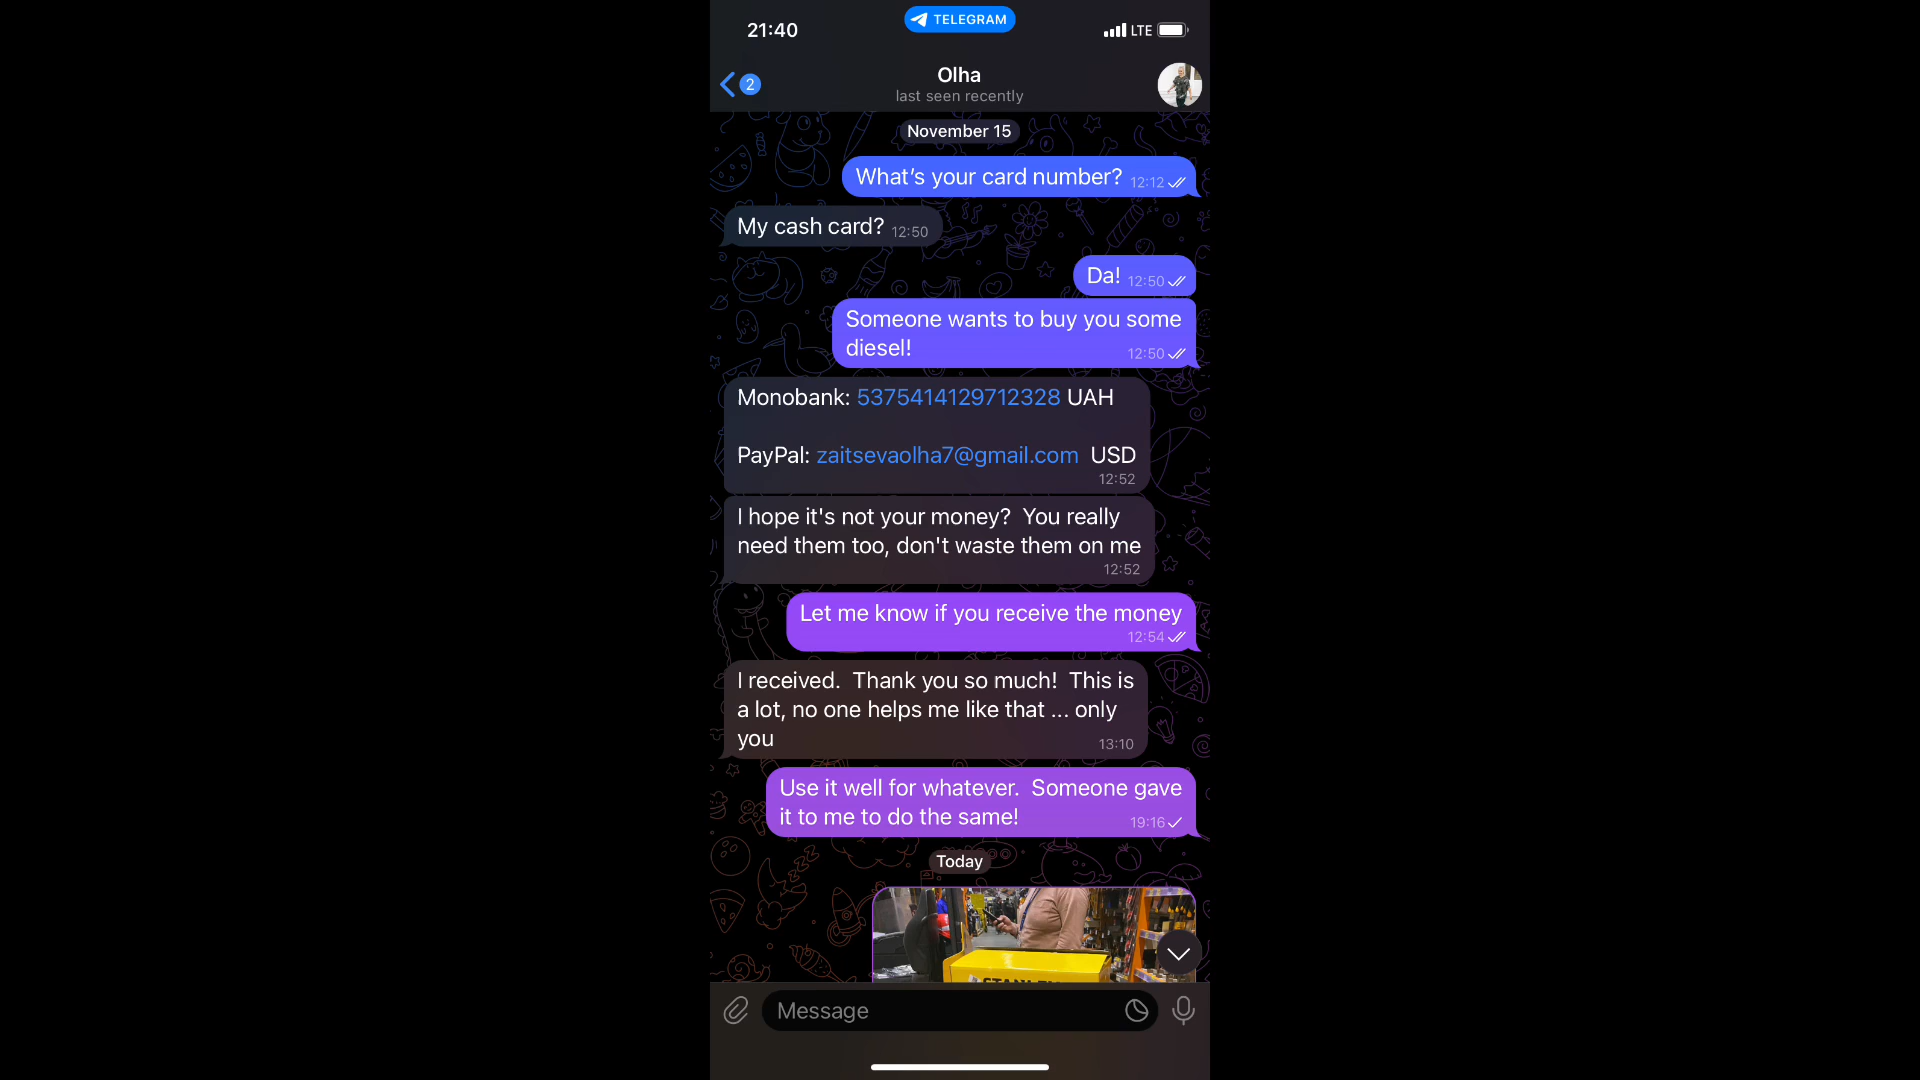 21:40
TELEGRAM
LTE
2
Olha
last seen recently
November 15
What's your card number? 12:12
My cash card? 12:50
Da! 12:50
Someone wants to buy you some
diesel! 12:50
Monobank: 5375414129712328 UAH
PayPal: zaitsevaolha7@gmail.com USD
12:52
I hope it's not your money? You really
need them too, don't waste them on me
12:52
Let me know if you receive the money
12:54
I received. Thank you so much! This is
a lot, no one helps me like that ... only
you 13:10
Use it well for whatever. Someone gave
it to me to do the same! 19:16
Today
Message